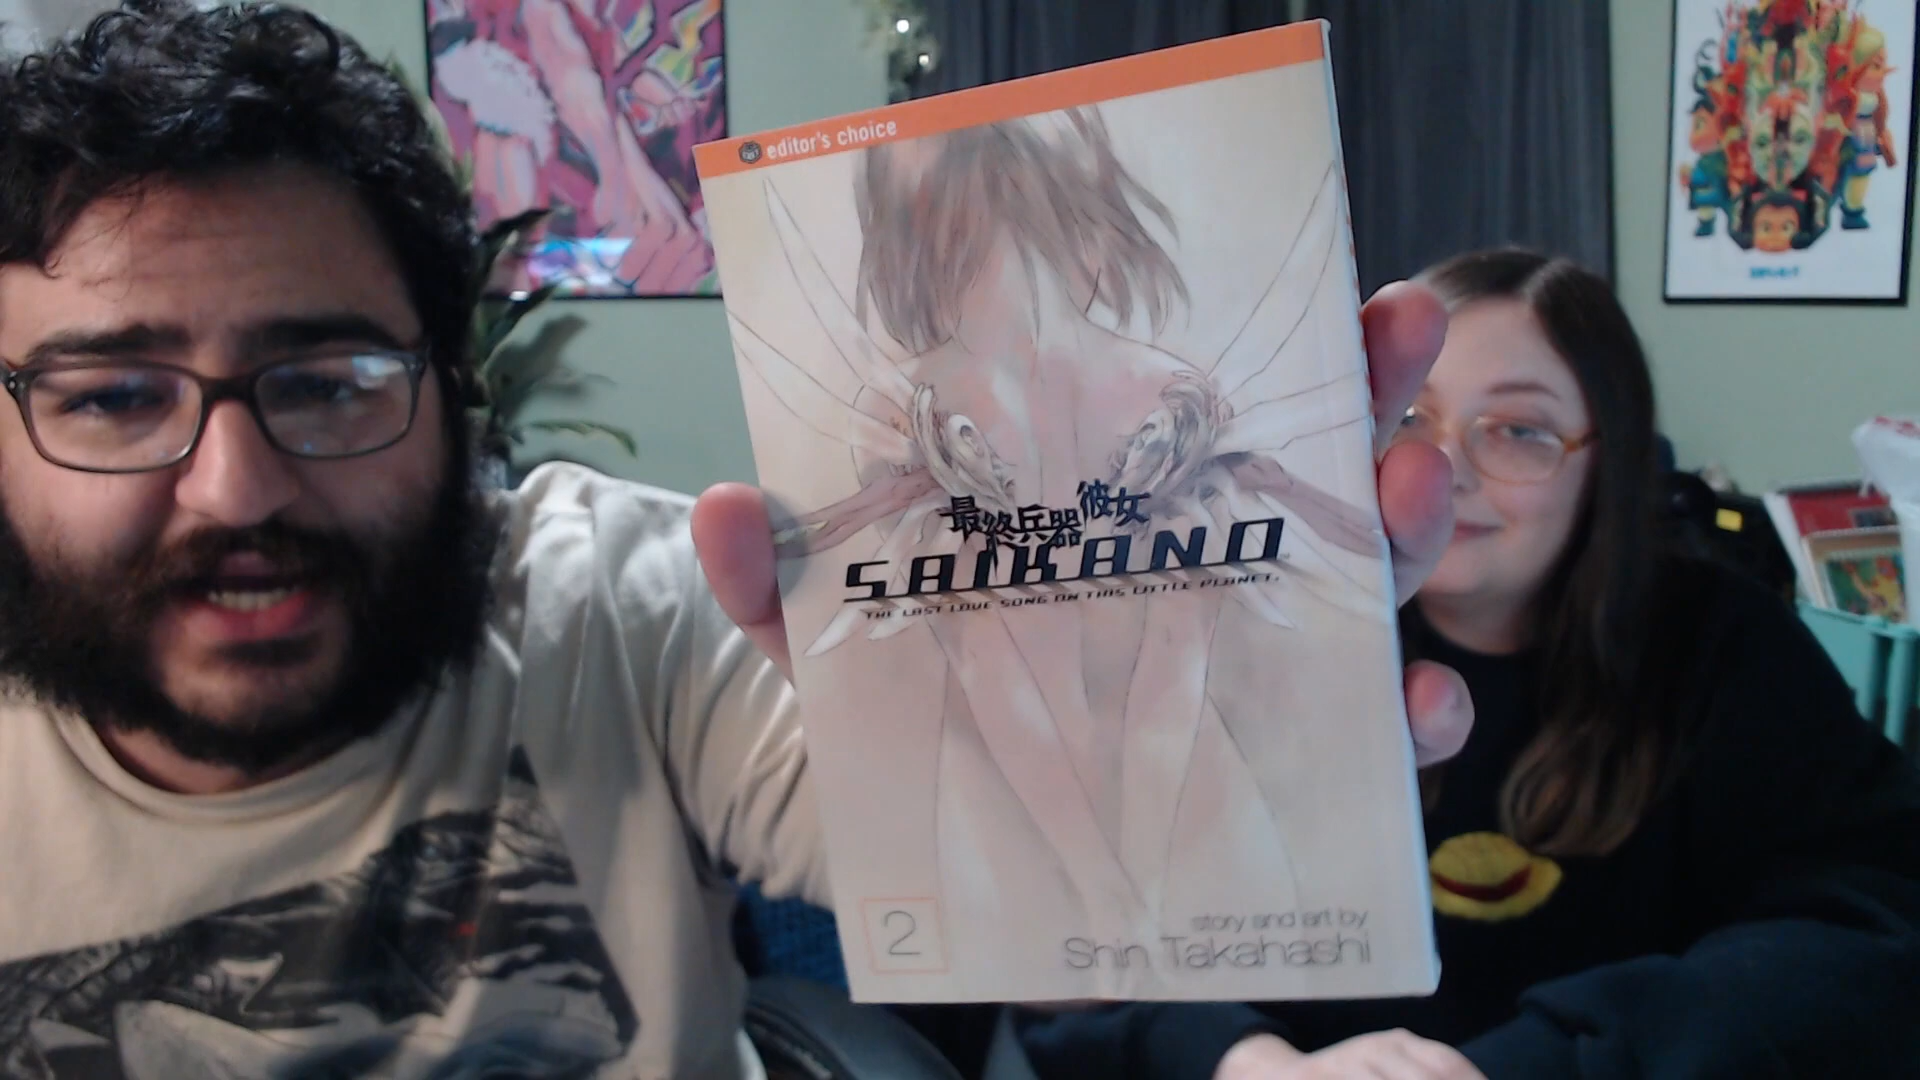 editor's choice
最終兵器彼女
SAIKANO
THE LAST LOVE SONG ON THIS LITTLE PLANET.
2
story and art by
Shin Takahashi